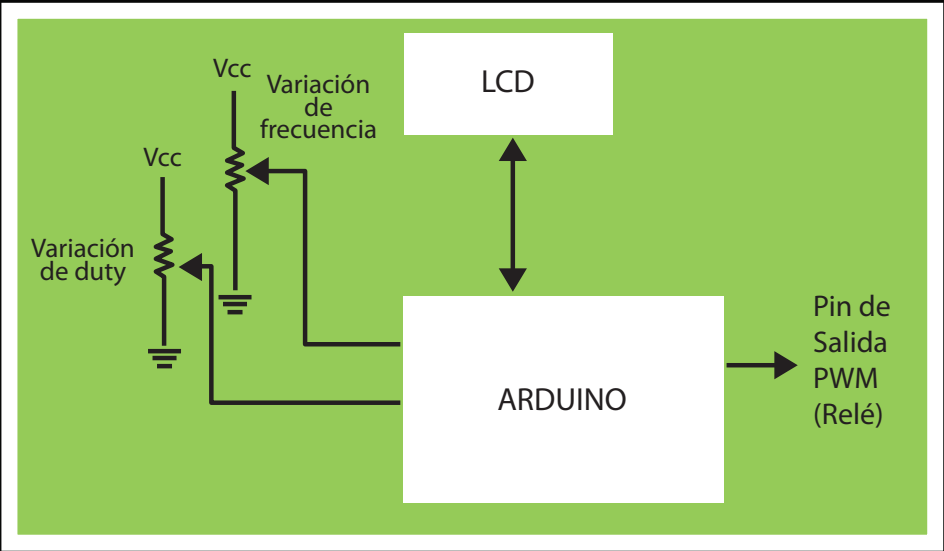 Vcc
Variación
de
frecuencia
LCD
Vcc
Variación
de duty
ARDUINO
Pin de
Salida
PWM
(Relé)